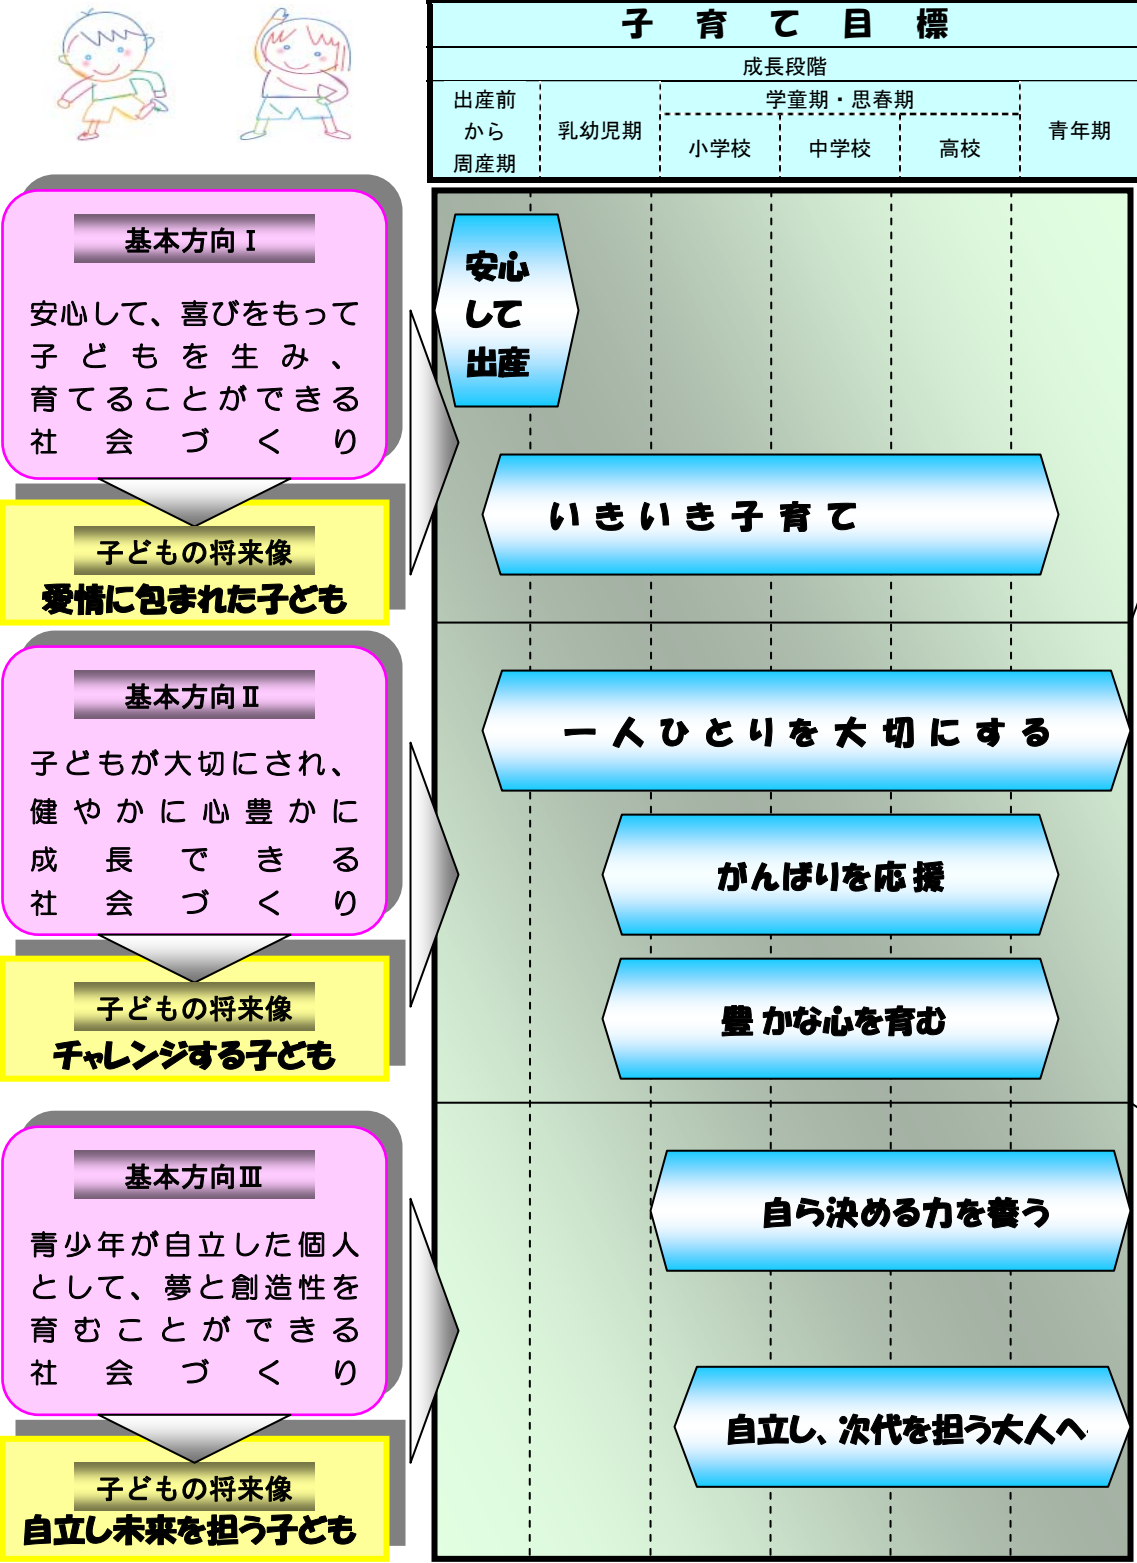 子育て目標
成長段階
出産前
から
周産期
乳幼児期
学童期・思春期
小学校
中学校
高校
青年期
基本方向Ⅰ
安心して、喜びをもって
子どもを生み、
育てることができる
社会づくり
子どもの将来像
愛情に包まれた子ども
安心
して
出産
いきいき子育て
基本方向Ⅱ
子どもが大切にされ、
健やかに心豊かに
成長できる
社会づくり
子どもの将来像
チャレンジする子ども
一人ひとりを大切にする
がんばりを応援
豊かな心を育む
基本方向Ⅲ
青少年が自立した個人
として、夢と創造性を
育むことができる
社会づくり
子どもの将来像
自立し未来を担う子ども
自ら決める力を養う
自立し、次代を担う大人へ